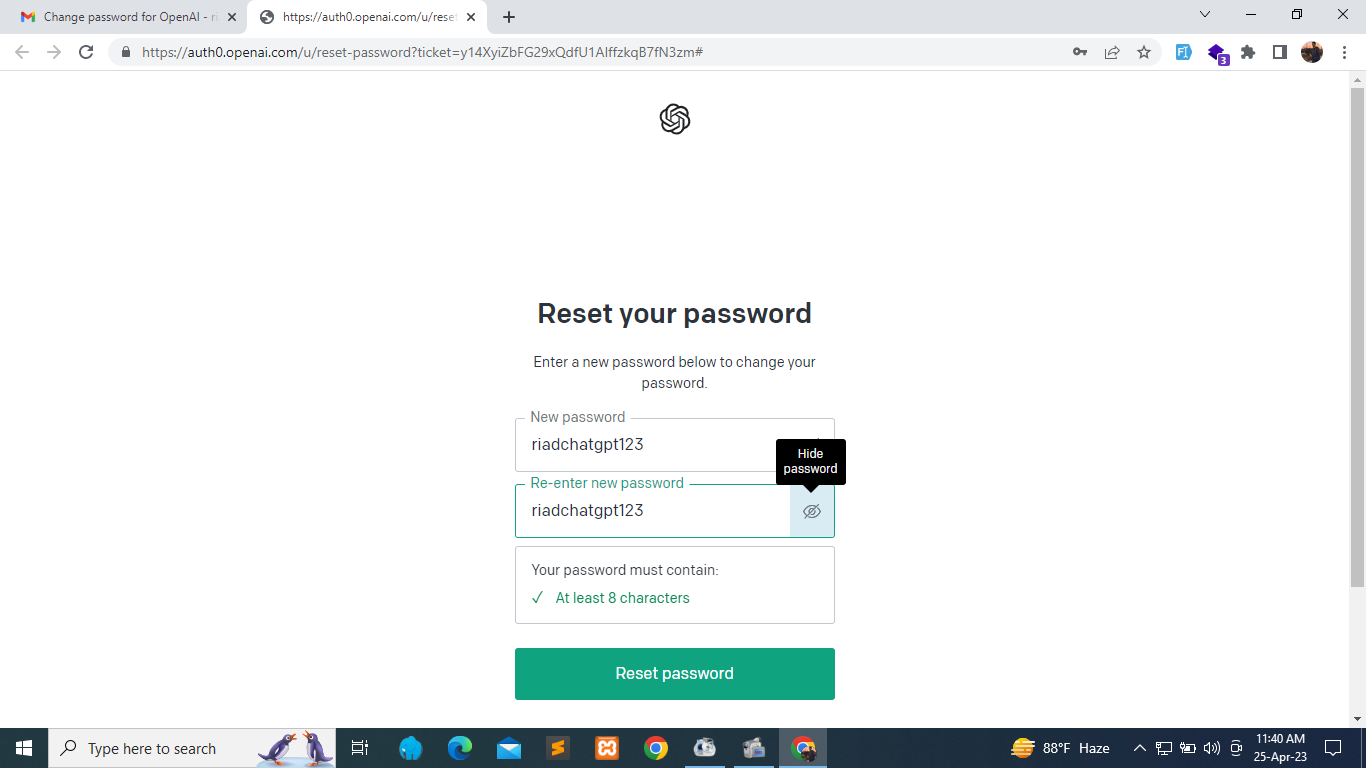 Change password for OpenAI - ri
https://auth0.openai.com/u/reset
https://auth0.openai.com/u/reset-password?ticket=y14XyiZbFG29xQdfU1AIffzkqB7fN3zm#
3
Reset your password
Enter a new password below to change your
password.
New password
riadchatgpt123
Hide
password
Re-enter new password
riadchatgpt123
Your password must contain:
At least 8 characters
Reset password
Type here to search
88°F Haze
11:40 AM
25-Apr-23